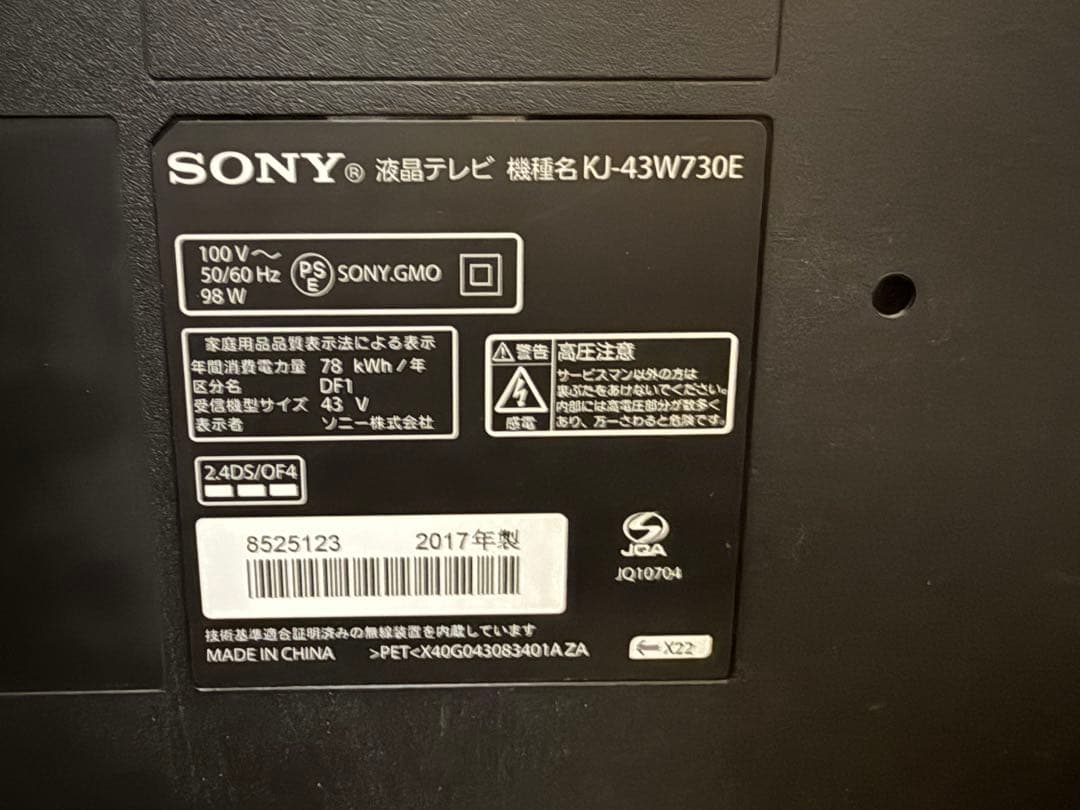 SONY® 液晶テレビ 機種名 KJ-43W730E
100 V～
50/60 Hz
98 W
PSE SONY.GMO
家庭用品品質表示法による表示
年間消費電力量 78 kWh/年
区分名 DF1
受信機型サイズ 43 V
表示者 ソニー株式会社
警告 高圧注意
サービスマン以外の方は
裏ぶたをあけないでください。
内部には高電圧部分が数多く
あり、万一さわると危険です。
感電
2.4DS/OF4
8525123 2017年製
JQA
JQ10704
技術基準適合証明済みの無線装置を内蔵しています
MADE IN CHINA >PET<X40G043083401A ZA
←X22